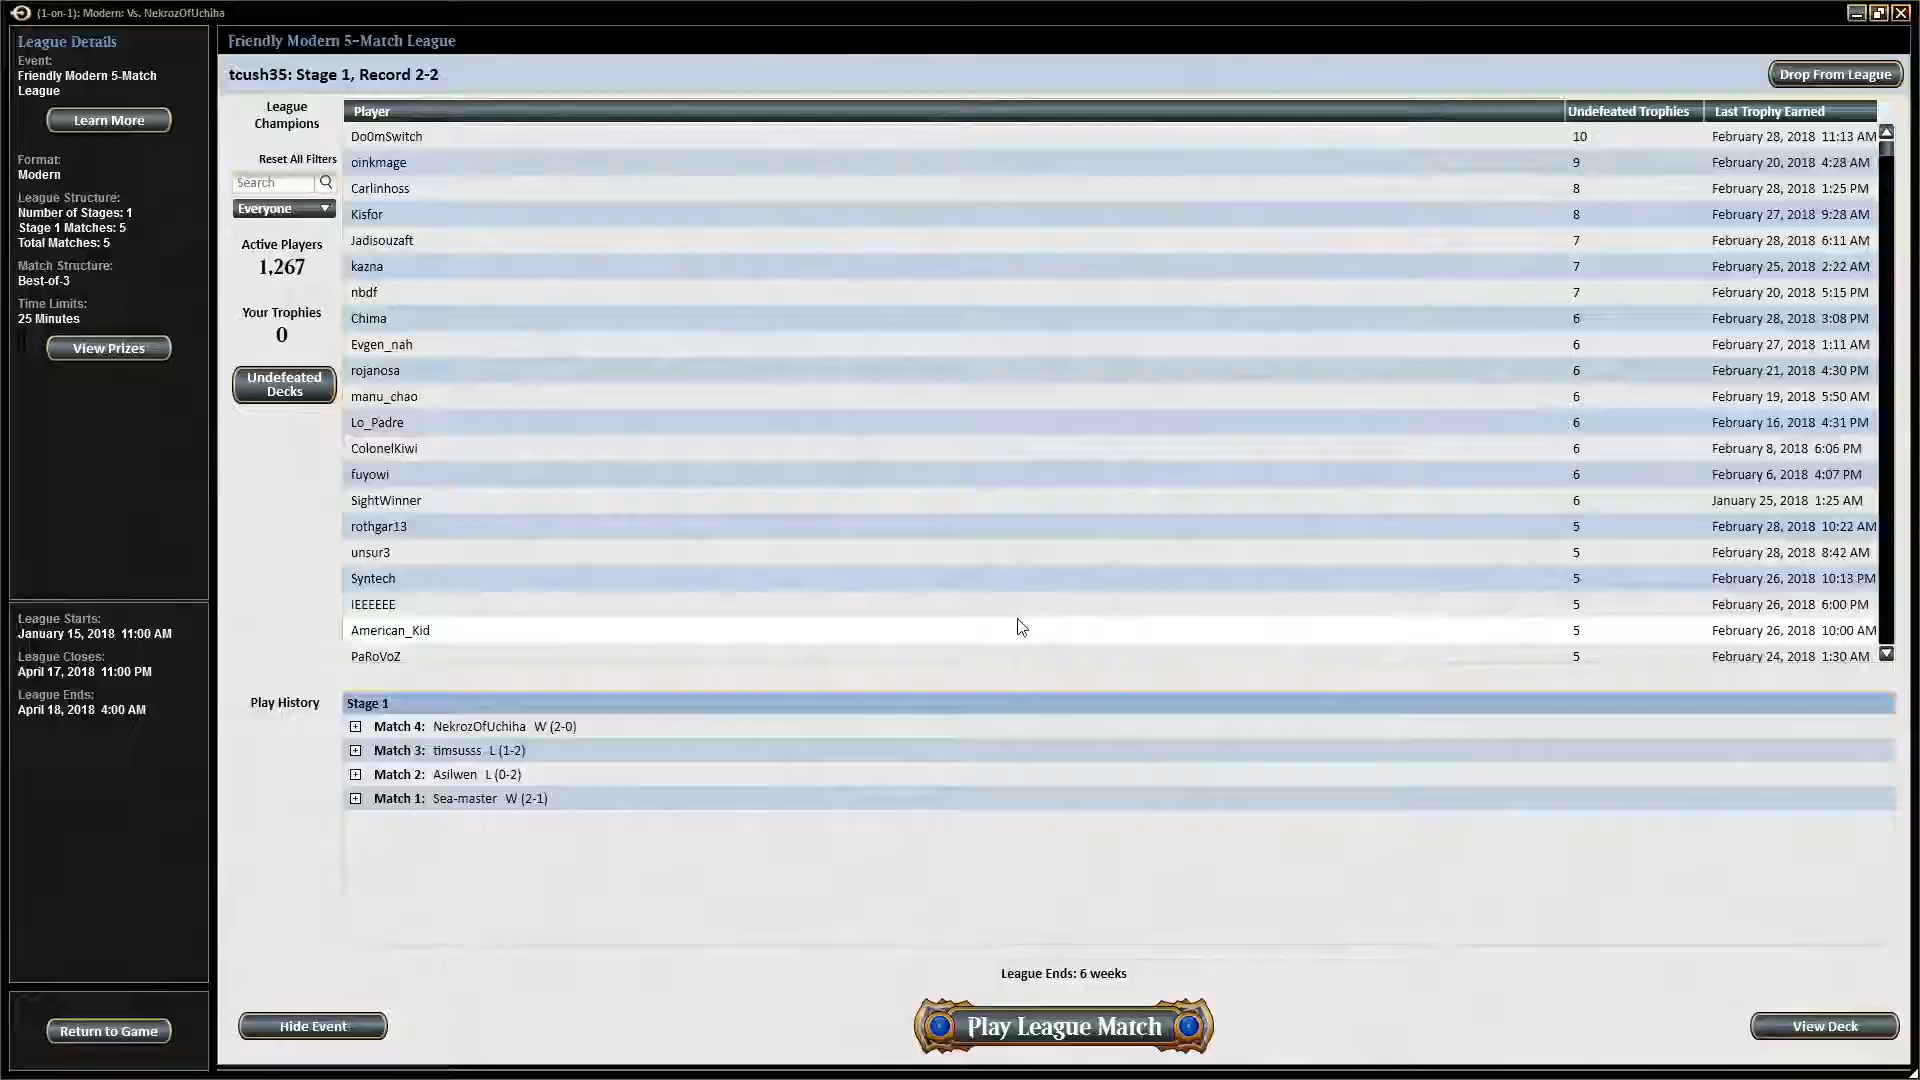 (1-on-1): Modern: Vs. NekrozOfUchiha
League Details
Event:
Friendly Modern 5-Match
League
Learn More
Format:
Modern
League Structure:
Number of Stages: 1
Stage 1 Matches: 5
Total Matches: 5
Match Structure:
Best-of-3
Time Limits:
25 Minutes
View Prizes
League Starts:
January 15, 2018 11:00 AM
League Closes:
April 17, 2018 11:00 PM
League Ends:
April 18, 2018 4:00 AM
Return to Game
Friendly Modern 5-Match League
tcush35: Stage 1, Record 2-2
Drop From League
League
Champions
Reset All Filters
Search
Everyone
Active Players
1,267
Your Trophies
0
Undefeated
Decks
Player Undefeated Trophies Last Trophy Earned
Do0mSwitch 10 February 28, 2018 11:13 AM
oinkmage 9 February 20, 2018 4:28 AM
Carlinhoss 8 February 28, 2018 1:25 PM
Kisfor 8 February 27, 2018 9:28 AM
Jadisouzaft 7 February 28, 2018 6:11 AM
kazna 7 February 25, 2018 2:22 AM
nbdf 7 February 20, 2018 5:15 PM
Chima 6 February 28, 2018 3:08 PM
Evgen_nah 6 February 27, 2018 1:11 AM
rojanosa 6 February 21, 2018 4:30 PM
manu_chao 6 February 19, 2018 5:50 AM
Lo_Padre 6 February 16, 2018 4:31 PM
ColonelKiwi 6 February 8, 2018 6:06 PM
fuyowi 6 February 6, 2018 4:07 PM
SightWinner 6 January 25, 2018 1:25 AM
rothgar13 5 February 28, 2018 10:22 AM
unsur3 5 February 28, 2018 8:42 AM
Syntech 5 February 26, 2018 10:13 PM
IEEEEEE 5 February 26, 2018 6:00 PM
American_Kid 5 February 26, 2018 10:00 AM
PaRoVoZ 5 February 24, 2018 1:30 AM
Play History
Stage 1
Match 4: NekrozOfUchiha W (2-0)
Match 3: timsusss L (1-2)
Match 2: Asilwen L (0-2)
Match 1: Sea-master W (2-1)
League Ends: 6 weeks
Hide Event
Play League Match
View Deck